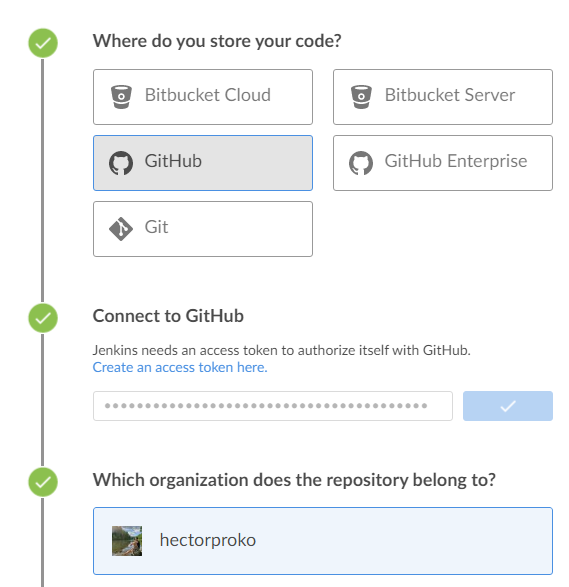 Where do you store your code?
Bitbucket Cloud
Bitbucket Server
GitHub
GitHub Enterprise
Git
Connect to GitHub
Jenkins needs an access token to authorize itself with GitHub.
Create an access token here.
Which organization does the repository belong to?
hectorproko